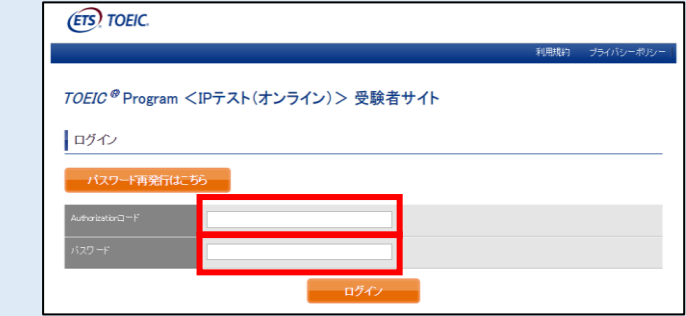 ETS TOEIC.
利用規約 プライバシーポリシー
TOEIC® Program <IPテスト(オンライン)> 受験者サイト
ログイン
パスワード再発行はこちら
Authorizationコード
パスワード
ログイン